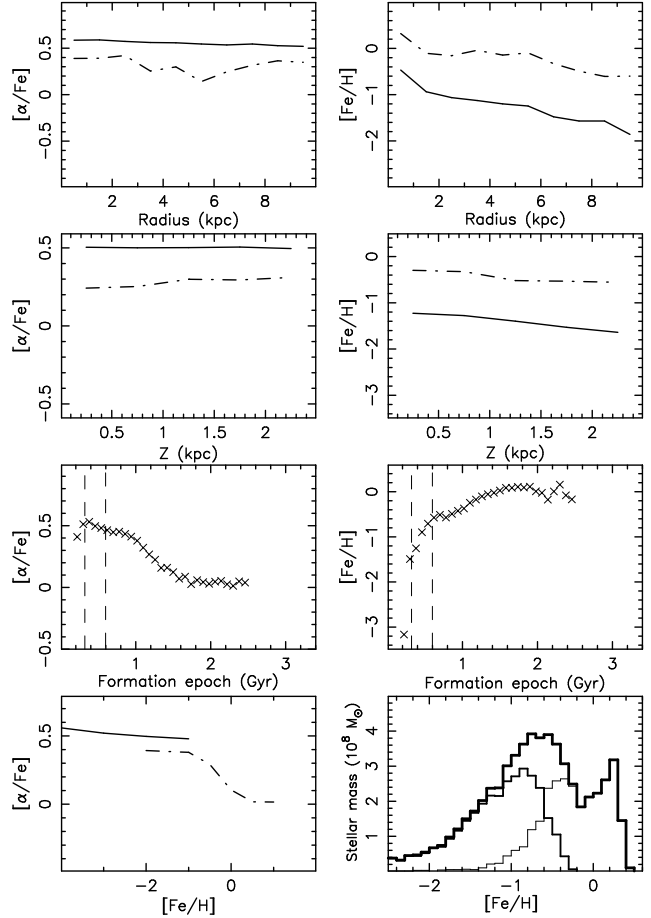 [α/Fe]
0.5
0
−0.5
2 4 6 8
Radius (kpc)
[Fe/H]
0
−1
−2
2 4 6 8
Radius (kpc)
[α/Fe]
0.5
0
−0.5
0.5 1 1.5 2
Z (kpc)
[Fe/H]
0
−1
−2
−3
0.5 1 1.5 2
Z (kpc)
[α/Fe]
0.5
0
−0.5
1 2 3
Formation epoch (Gyr)
[Fe/H]
0
−1
−2
−3
1 2 3
Formation epoch (Gyr)
[α/Fe]
0.5
0
−2 0
[Fe/H]
Stellar mass (10⁸ M☉)
4
3
2
1
−2 −1 0
[Fe/H]